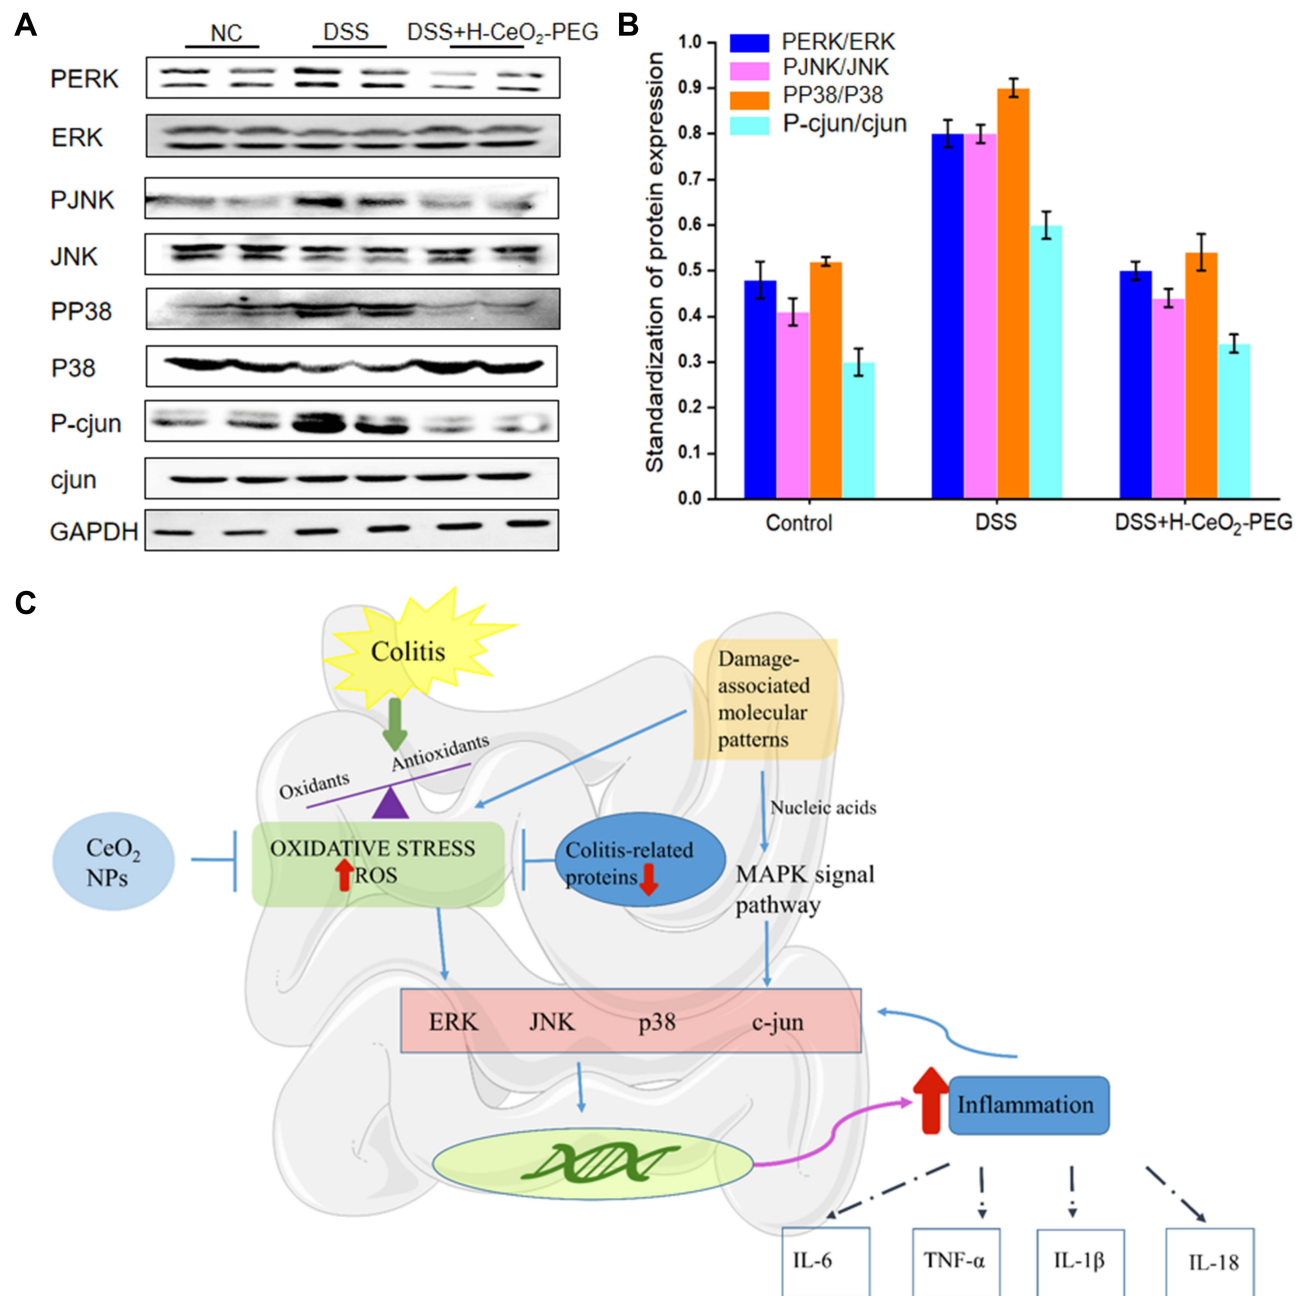 A
NC DSS DSS+H-CeO₂-PEG
PERK
ERK
PJNK
JNK
PP38
P38
P-cjun
cjun
GAPDH
B
PERK/ERK
PJNK/JNK
PP38/P38
P-cjun/cjun
Standardization of protein expression
1.0
0.9
0.8
0.7
0.6
0.5
0.4
0.3
0.2
0.1
0.0
Control DSS DSS+H-CeO₂-PEG
C
Colitis
Damage-
associated
molecular
patterns
Oxidants Antioxidants
Nucleic acids
CeO₂
NPs
OXIDATIVE STRESS
ROS
Colitis-related
proteins
MAPK signal
pathway
ERK JNK p38 c-jun
Inflammation
IL-6 TNF-α IL-1β IL-18